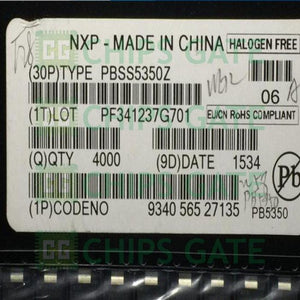 NXP - MADE IN CHINA
HALOGEN FREE
(30P)TYPE PBSS5350Z
06 A
(1T)LOT PF341237G701
EU/CN RoHS COMPLIANT
(Q)QTY 4000 (9D)DATE 1534
Pb
(1P)CODENO 9340 565 27135
PB5350
CHIPS GATE